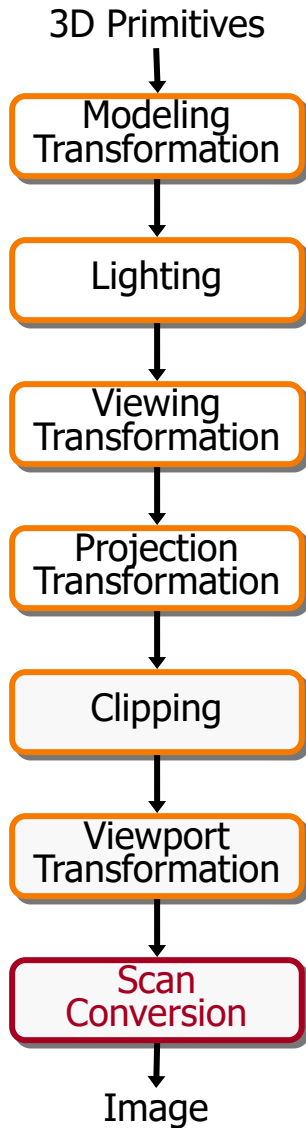 3D Primitives
Modeling
Transformation
Lighting
Viewing
Transformation
Projection
Transformation
Clipping
Viewport
Transformation
Scan
Conversion
Image